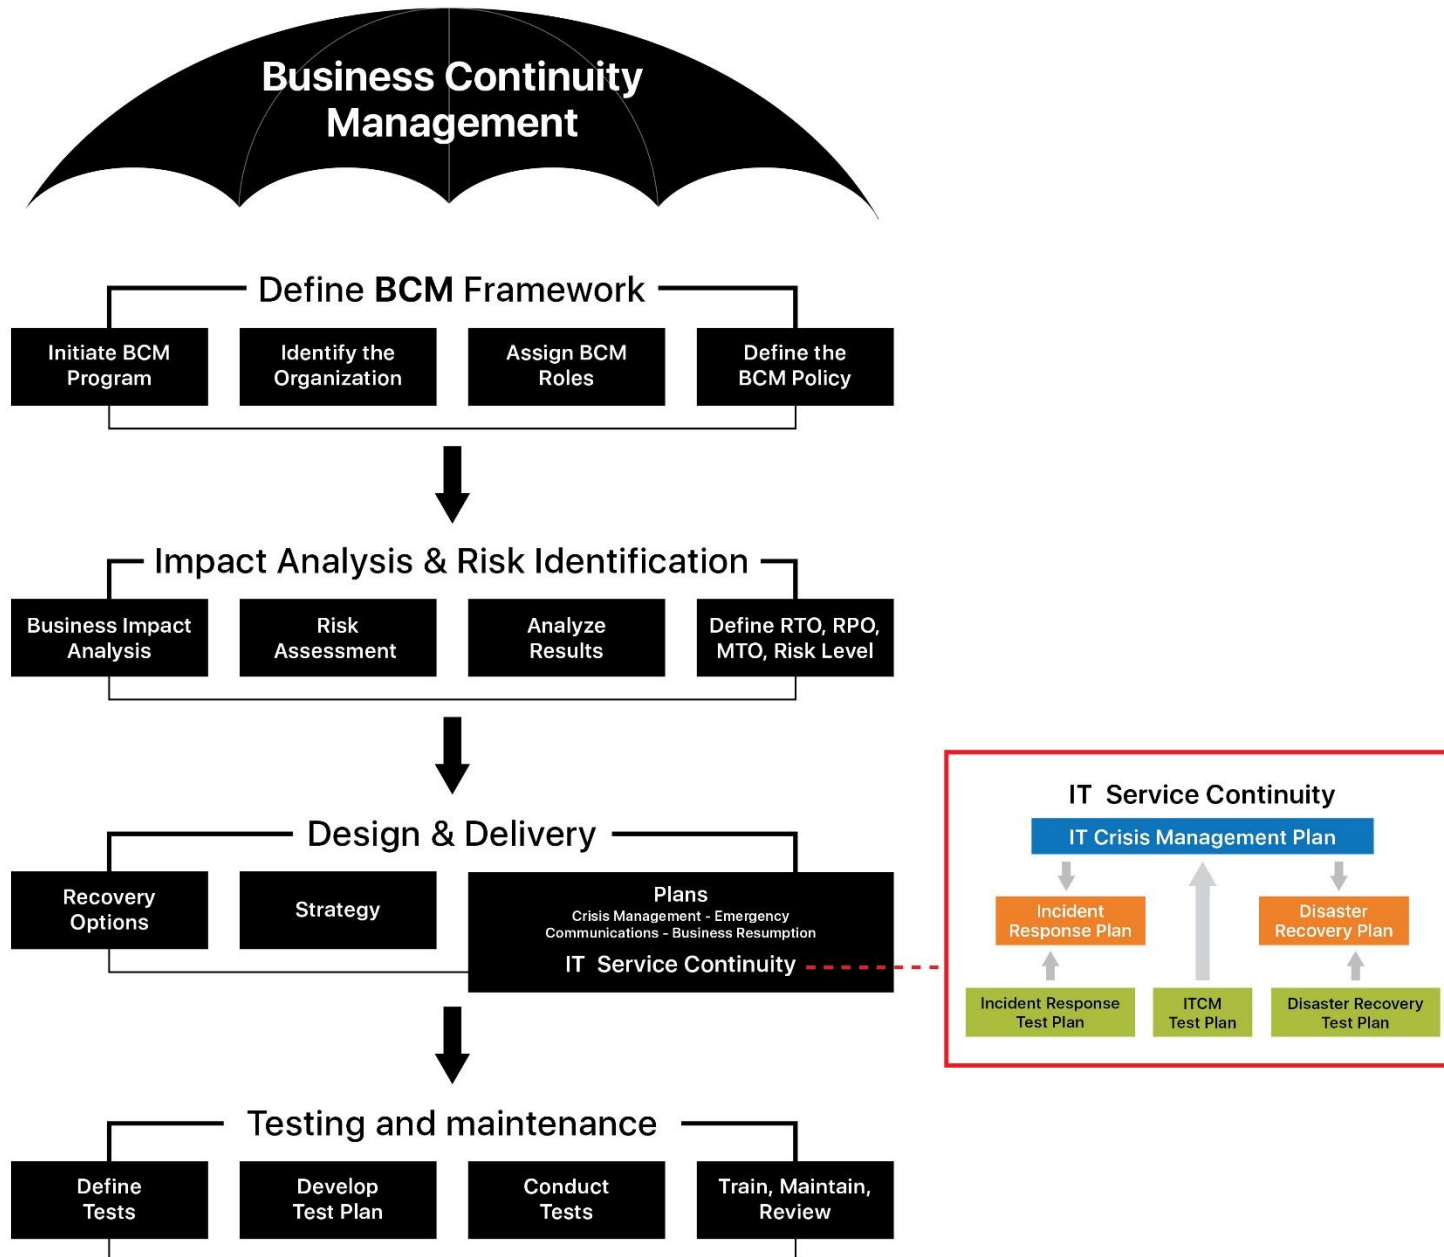 Business Continuity
Management
Define BCM Framework
Initiate BCM
Program
Identify the
Organization
Assign BCM
Roles
Define the
BCM Policy
Impact Analysis & Risk Identification
Business Impact
Analysis
Risk
Assessment
Analyze
Results
Define RTO, RPO,
MTO, Risk Level
Design & Delivery
Recovery
Options
Strategy
Plans
Crisis Management - Emergency
Communications - Business Resumption
IT Service Continuity
IT Service Continuity
IT Crisis Management Plan
Incident
Response Plan
Disaster
Recovery Plan
Incident Response
Test Plan
ITCM
Test Plan
Disaster Recovery
Test Plan
Testing and maintenance
Define
Tests
Develop
Test Plan
Conduct
Tests
Train, Maintain,
Review